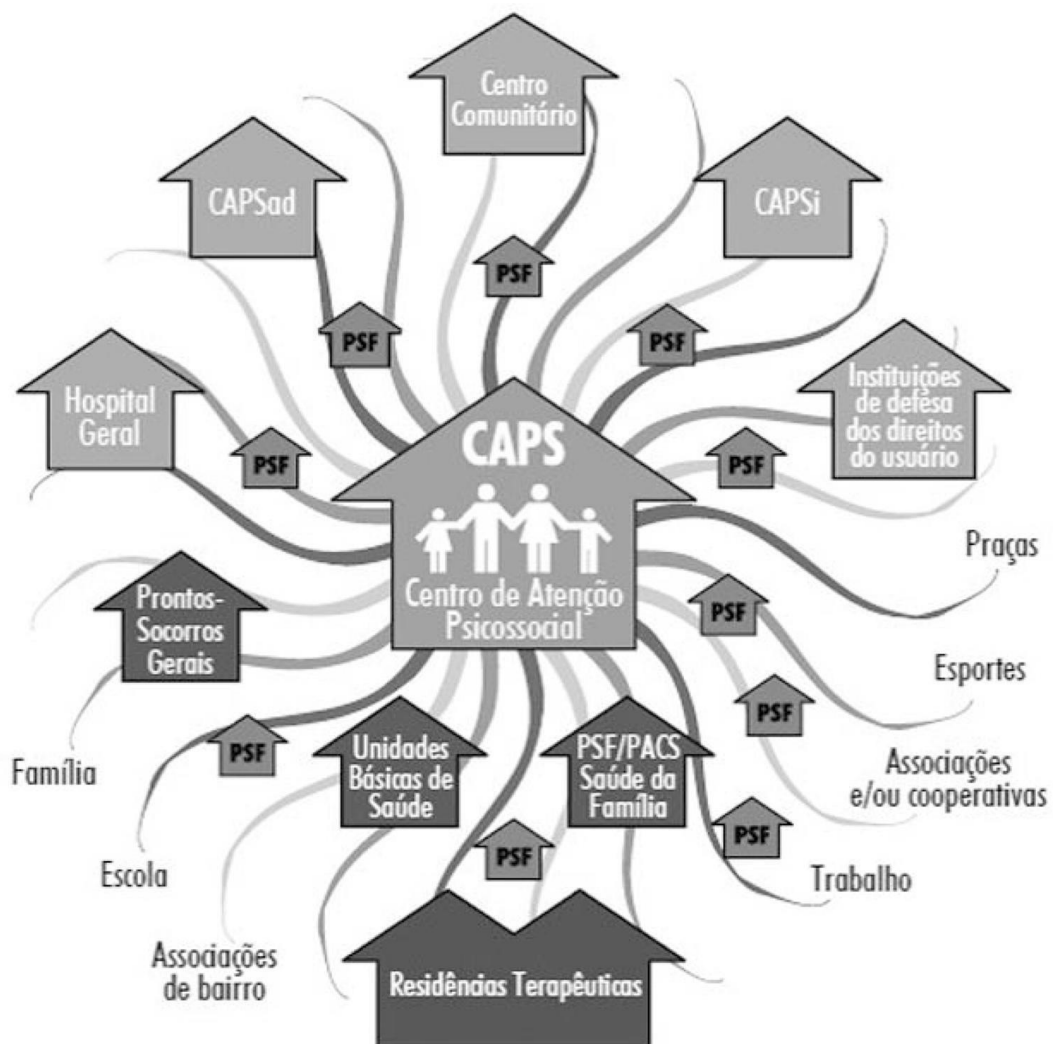 Centro
Comunitário
CAPSad
CAPSi
PSF
PSF
PSF
Hospital
Geral
Instituições
de defesa
dos direitos
do usuário
CAPS
PSF
PSF
Praças
Centro de Atenção
Psicossocial
Prontos-
Socorros
Gerais
PSF
Esportes
PSF
Família
PSF
Unidades
Básicas de
Saúde
PSF/PACS
Saúde da
Família
Associações
e/ou cooperativas
PSF
PSF
Escola
Trabalho
Associações
de bairro
Residências Terapêuticas